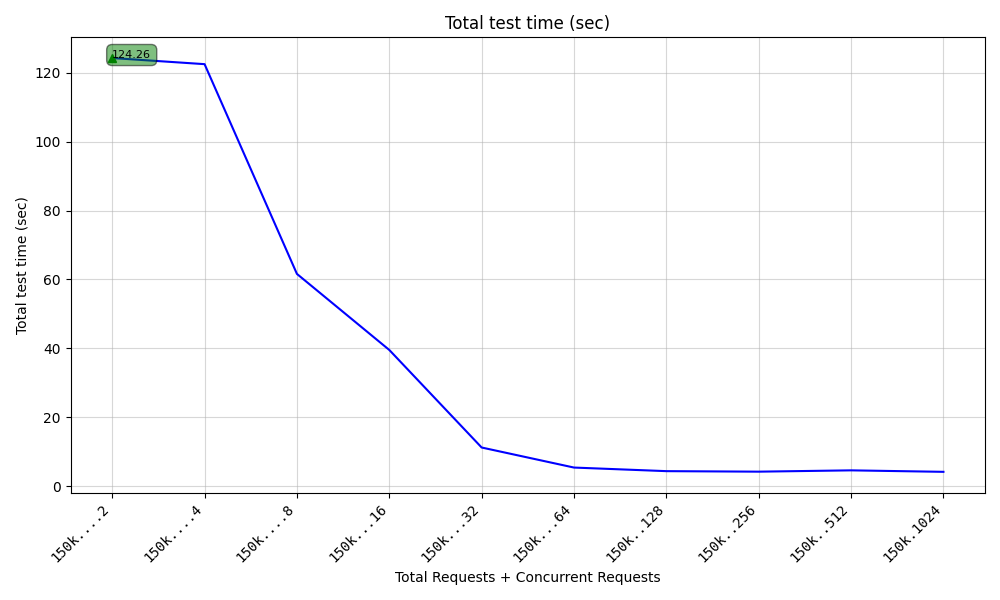 Total test time (sec)
124.26
Total test time (sec)
120
100
80
60
40
20
0
150k....2
150k....4
150k....8
150k...16
150k...32
150k...64
150k..128
150k..256
150k..512
150k.1024
Total Requests + Concurrent Requests